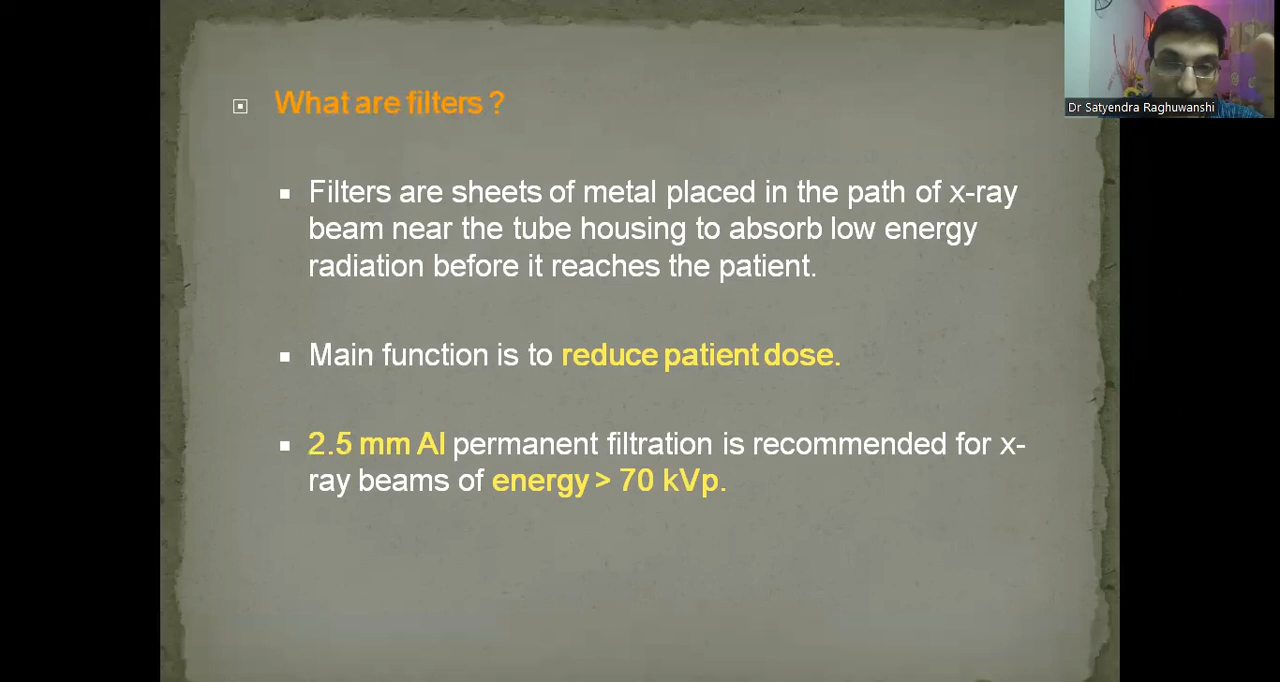 What are filters ?
Dr Satyendra Raghuwanshi
Filters are sheets of metal placed in the path of x-ray
beam near the tube housing to absorb low energy
radiation before it reaches the patient.
Main function is to reduce patient dose.
2.5 mm Al permanent filtration is recommended for x-
ray beams of energy > 70 kVp.